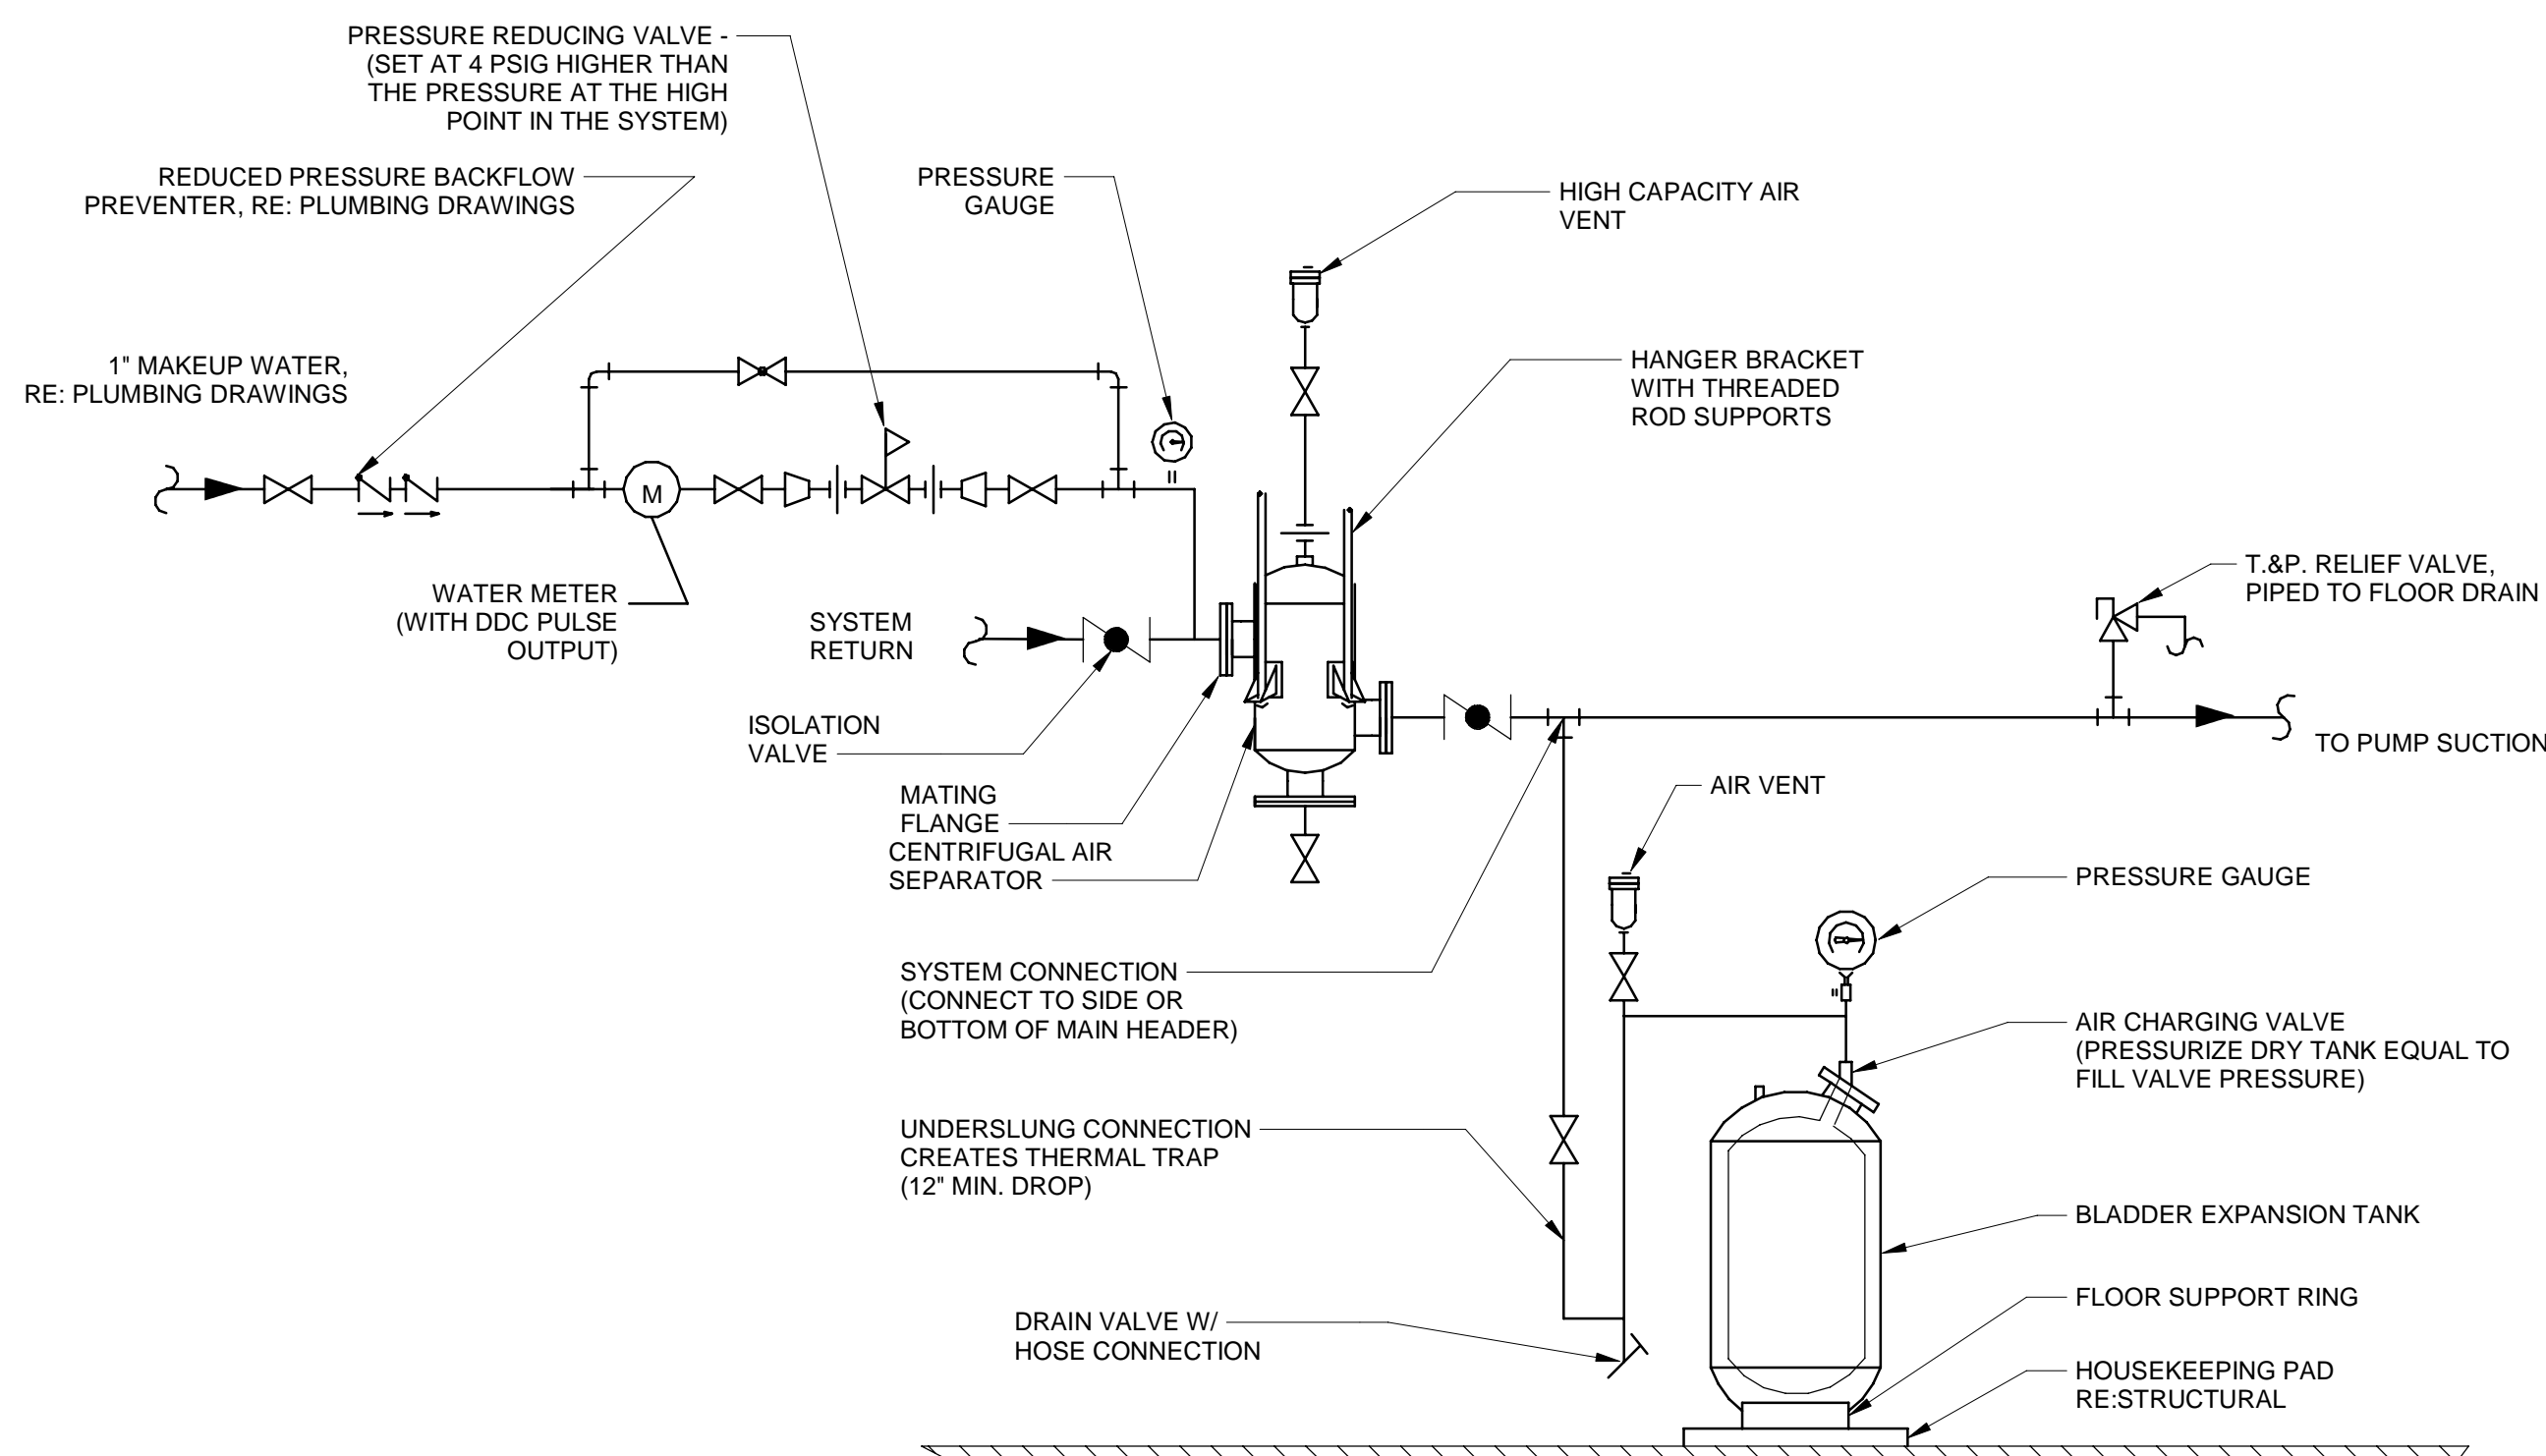 PRESSURE REDUCING VALVE -
(SET AT 4 PSIG HIGHER THAN
THE PRESSURE AT THE HIGH
POINT IN THE SYSTEM)
REDUCED PRESSURE BACKFLOW
PREVENTER, RE: PLUMBING DRAWINGS
PRESSURE
GAUGE
HIGH CAPACITY AIR
VENT
1" MAKEUP WATER,
RE: PLUMBING DRAWINGS
HANGER BRACKET
WITH THREADED
ROD SUPPORTS
M
WATER METER
(WITH DDC PULSE
OUTPUT)
SYSTEM
RETURN
T.&P. RELIEF VALVE,
PIPED TO FLOOR DRAIN
ISOLATION
VALVE
TO PUMP SUCTION
MATING
FLANGE
CENTRIFUGAL AIR
SEPARATOR
AIR VENT
PRESSURE GAUGE
SYSTEM CONNECTION
(CONNECT TO SIDE OR
BOTTOM OF MAIN HEADER)
AIR CHARGING VALVE
(PRESSURIZE DRY TANK EQUAL TO
FILL VALVE PRESSURE)
UNDERSLUNG CONNECTION
CREATES THERMAL TRAP
(12" MIN. DROP)
BLADDER EXPANSION TANK
FLOOR SUPPORT RING
DRAIN VALVE W/
HOSE CONNECTION
HOUSEKEEPING PAD
RE:STRUCTURAL